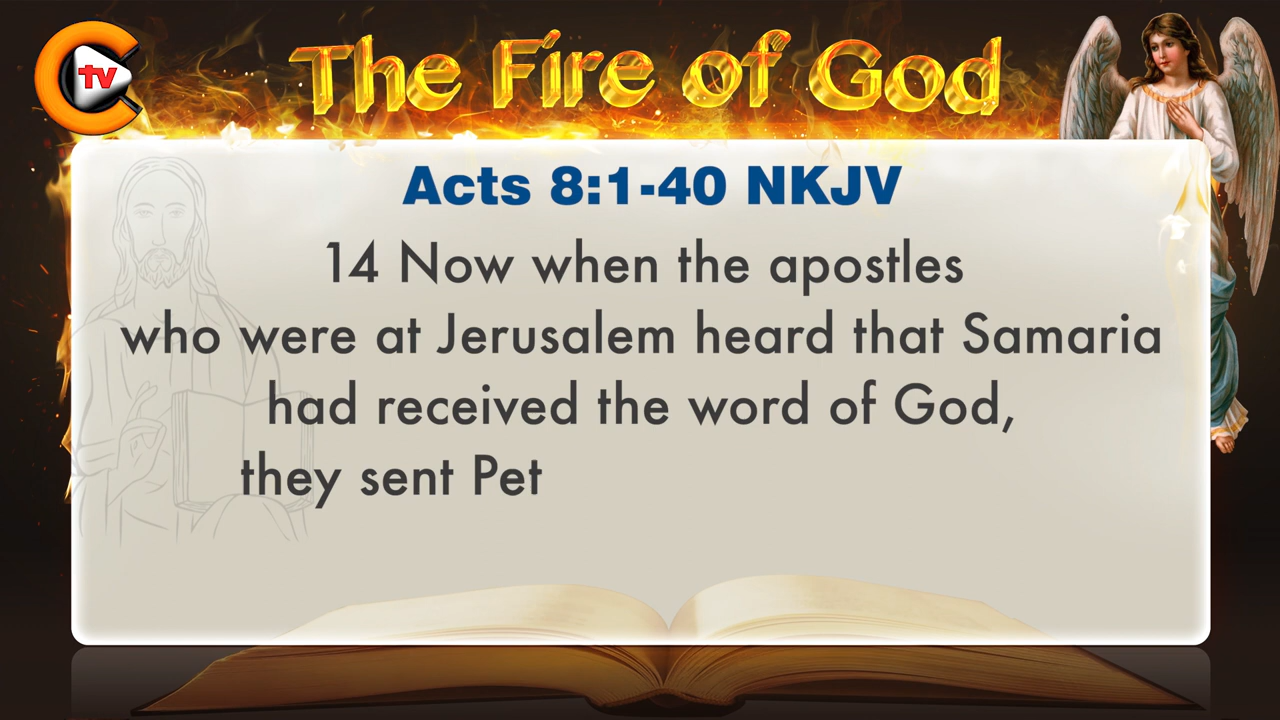 tv
The Fire of God
Acts 8:1-40 NKJV
14 Now when the apostles
who were at Jerusalem heard that Samaria
had received the word of God,
they sent Pet